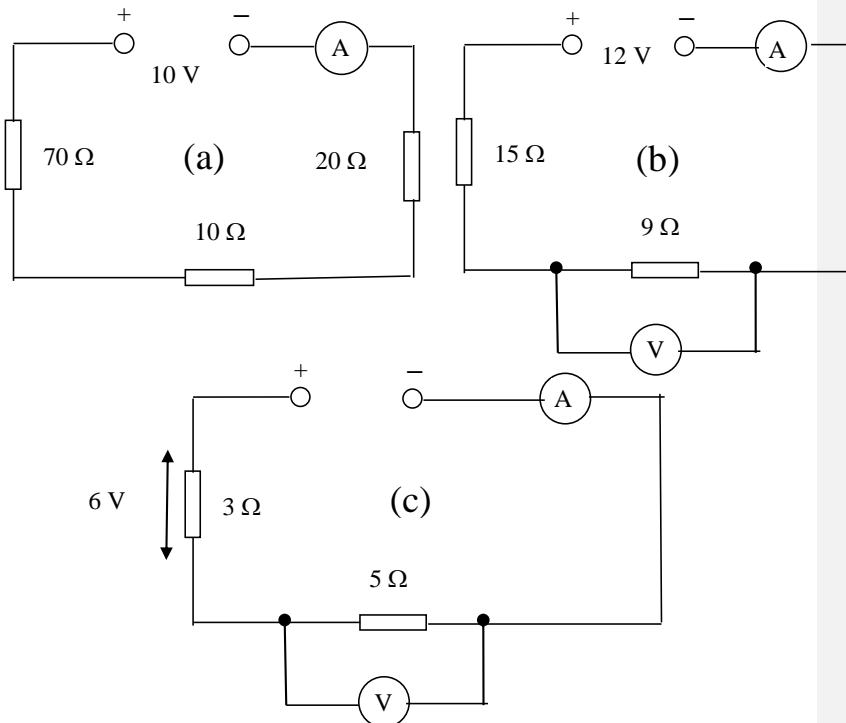 + − A
10 V
70 Ω (a) 20 Ω
10 Ω
+ − A
12 V
15 Ω (b)
9 Ω
V
+ − A
6 V 3 Ω (c)
5 Ω
V